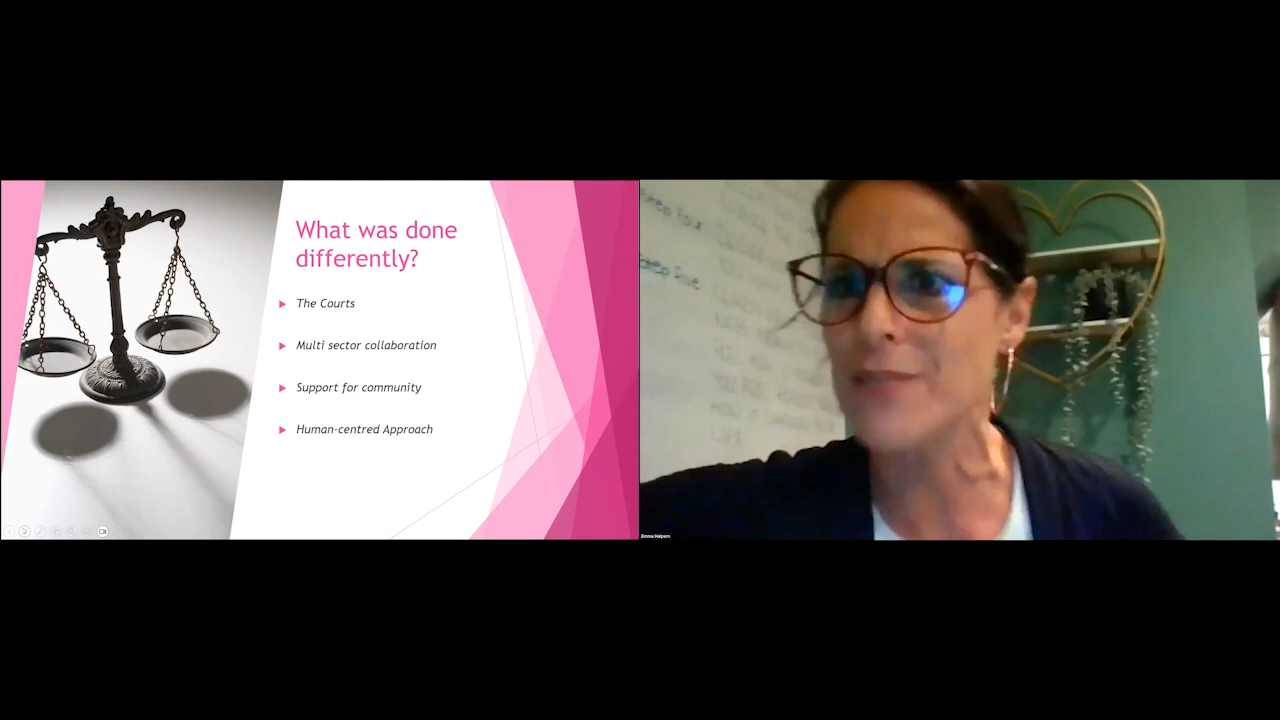 What was done
differently?
The Courts
Multi sector collaboration
Support for community
Human-centred Approach
Emma Halpern